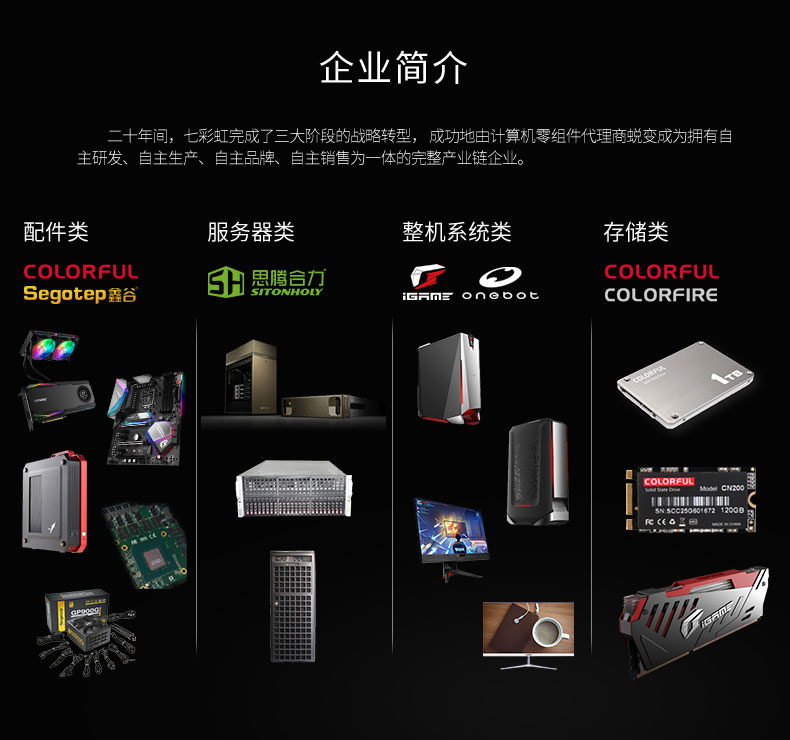 企业简介
二十年间，七彩虹完成了三大阶段的战略转型， 成功地由计算机零组件代理商蜕变成为拥有自
主研发、自主生产、自主品牌、自主销售为一体的完整产业链企业。
配件类
服务器类
整机系统类
存储类
COLORFUL
Segotep鑫谷
SH 思腾合力
SITONHOLY
iGAME onebot
COLORFUL
COLORFIRE
COLORFUL
1TB
COLORFUL
Solid State Drive Model CN200
SN:SCC25G601672 120GB
MADE IN CHINA
iGAME
GP900G